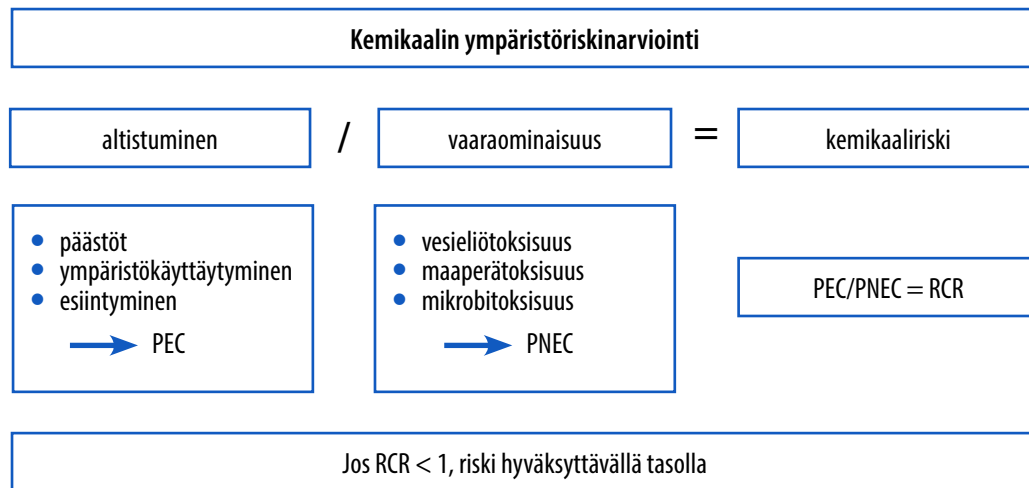 Kemikaalin ympäristöriskinarviointi
altistuminen / vaaraominaisuus = kemikaaliriski
• päästöt
• ympäristökäyttäytyminen
• esiintyminen
→ PEC
• vesieliötoksisuus
• maaperätoksisuus
• mikrobitoksisuus
→ PNEC
PEC/PNEC = RCR
Jos RCR < 1, riski hyväksyttävällä tasolla